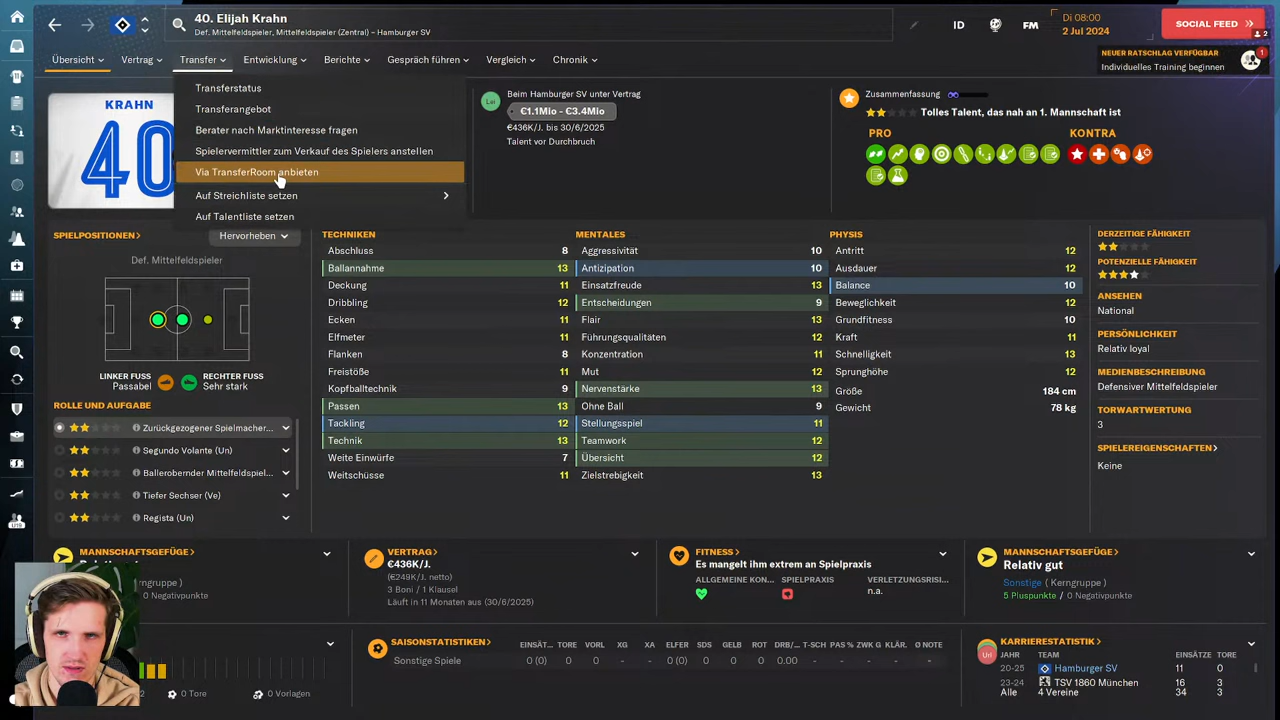 40. Elijah Krahn
Def. Mittelfeldspieler, Mittelfeldspieler (Zentral) – Hamburger SV
ID
FM
Di 08:00
2 Jul 2024
SOCIAL FEED
2
Übersicht
Vertrag
Transfer
Entwicklung
Berichte
Gespräch führen
Vergleich
Chronik
NEUER RATSCHLAG VERFÜGBAR
Individuelles Training beginnen
1
KRAHN
40
Transferstatus
Transferangebot
Berater nach Marktinteresse fragen
Spielervermittler zum Verkauf des Spielers anstellen
Via TransferRoom anbieten
Auf Streichliste setzen
Auf Talentliste setzen
Lei
Beim Hamburger SV unter Vertrag
€1.1Mio - €3.4Mio
€436K/J. bis 30/6/2025
Talent vor Durchbruch
Zusammenfassung
Tolles Talent, das nah an 1. Mannschaft ist
PRO
KONTRA
SPIELPOSITIONEN
Hervorheben
Def. Mittelfeldspieler
LINKER FUSS
Passabel
RECHTER FUSS
Sehr stark
ROLLE UND AUFGABE
Zurückgezogener Spielmacher...
Segundo Volante (Un)
Ballerobernder Mittelfeldspiel...
Tiefer Sechser (Ve)
Regista (Un)
TECHNIKEN
Abschluss 8
Ballannahme 13
Deckung 11
Dribbling 12
Ecken 11
Elfmeter 11
Flanken 8
Freistöße 11
Kopfballtechnik 9
Passen 13
Tackling 12
Technik 13
Weite Einwürfe 7
Weitschüsse 11
MENTALES
Aggressivität 10
Antizipation 10
Einsatzfreude 13
Entscheidungen 9
Flair 13
Führungsqualitäten 12
Konzentration 11
Mut 12
Nervenstärke 13
Ohne Ball 9
Stellungsspiel 11
Teamwork 12
Übersicht 12
Zielstrebigkeit 13
PHYSIS
Antritt 12
Ausdauer 12
Balance 10
Beweglichkeit 12
Grundfitness 10
Kraft 11
Schnelligkeit 13
Sprunghöhe 12
Größe 184 cm
Gewicht 78 kg
DERZEITIGE FÄHIGKEIT
POTENZIELLE FÄHIGKEIT
ANSEHEN
National
PERSÖNLICHKEIT
Relativ loyal
MEDIENBESCHREIBUNG
Defensiver Mittelfeldspieler
TORWARTWERTUNG
3
SPIELEREIGENSCHAFTEN
Keine
MANNSCHAFTSGEFÜGE
Kerngruppe )
0 Negativpunkte
VERTRAG
€436K/J.
(€249K/J. netto)
3 Boni / 1 Klausel
Läuft in 11 Monaten aus (30/6/2025)
FITNESS
Es mangelt ihm extrem an Spielpraxis
ALLGEMEINE KON...
SPIELPRAXIS
VERLETZUNGSRISI...
n.a.
MANNSCHAFTSGEFÜGE
Relativ gut
Sonstige ( Kerngruppe )
5 Pluspunkte / 0 Negativpunkte
0 Tore
0 Vorlagen
SAISONSTATISTIKEN
EINSÄT... TORE VORL XG XA ELFER SDS GELB ROT DRB/... T-SCH PAS % ZWK G KLÄR. Ø NOTE
Sonstige Spiele 0 (0) 0 0 - - 0 (0) 0 0 0 0.00 - - - - -
KARRIERESTATISTIK
JAHR TEAM EINSÄTZE TORE
20-25 Hamburger SV 11 0
23-24 TSV 1860 München 16 3
Alle 4 Vereine 34 3
U19